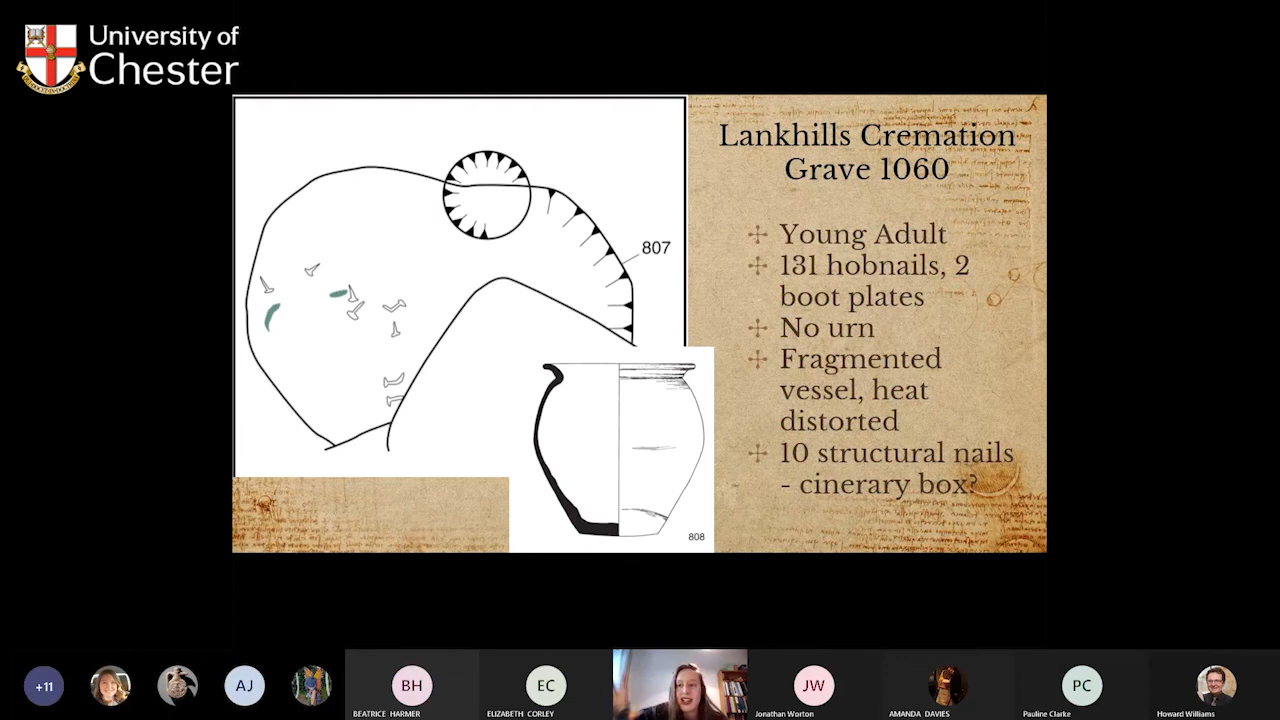 University of
Chester
807
808
Lankhills Cremation
Grave 1060
Young Adult
131 hobnails, 2
boot plates
No urn
Fragmented
vessel, heat
distorted
10 structural nails
- cinerary box?
+11
AJ
BH
BEATRICE HARMER
EC
ELIZABETH CORLEY
JW
Jonathan Worton
AMANDA DAVIES
PC
Pauline Clarke
Howard Williams